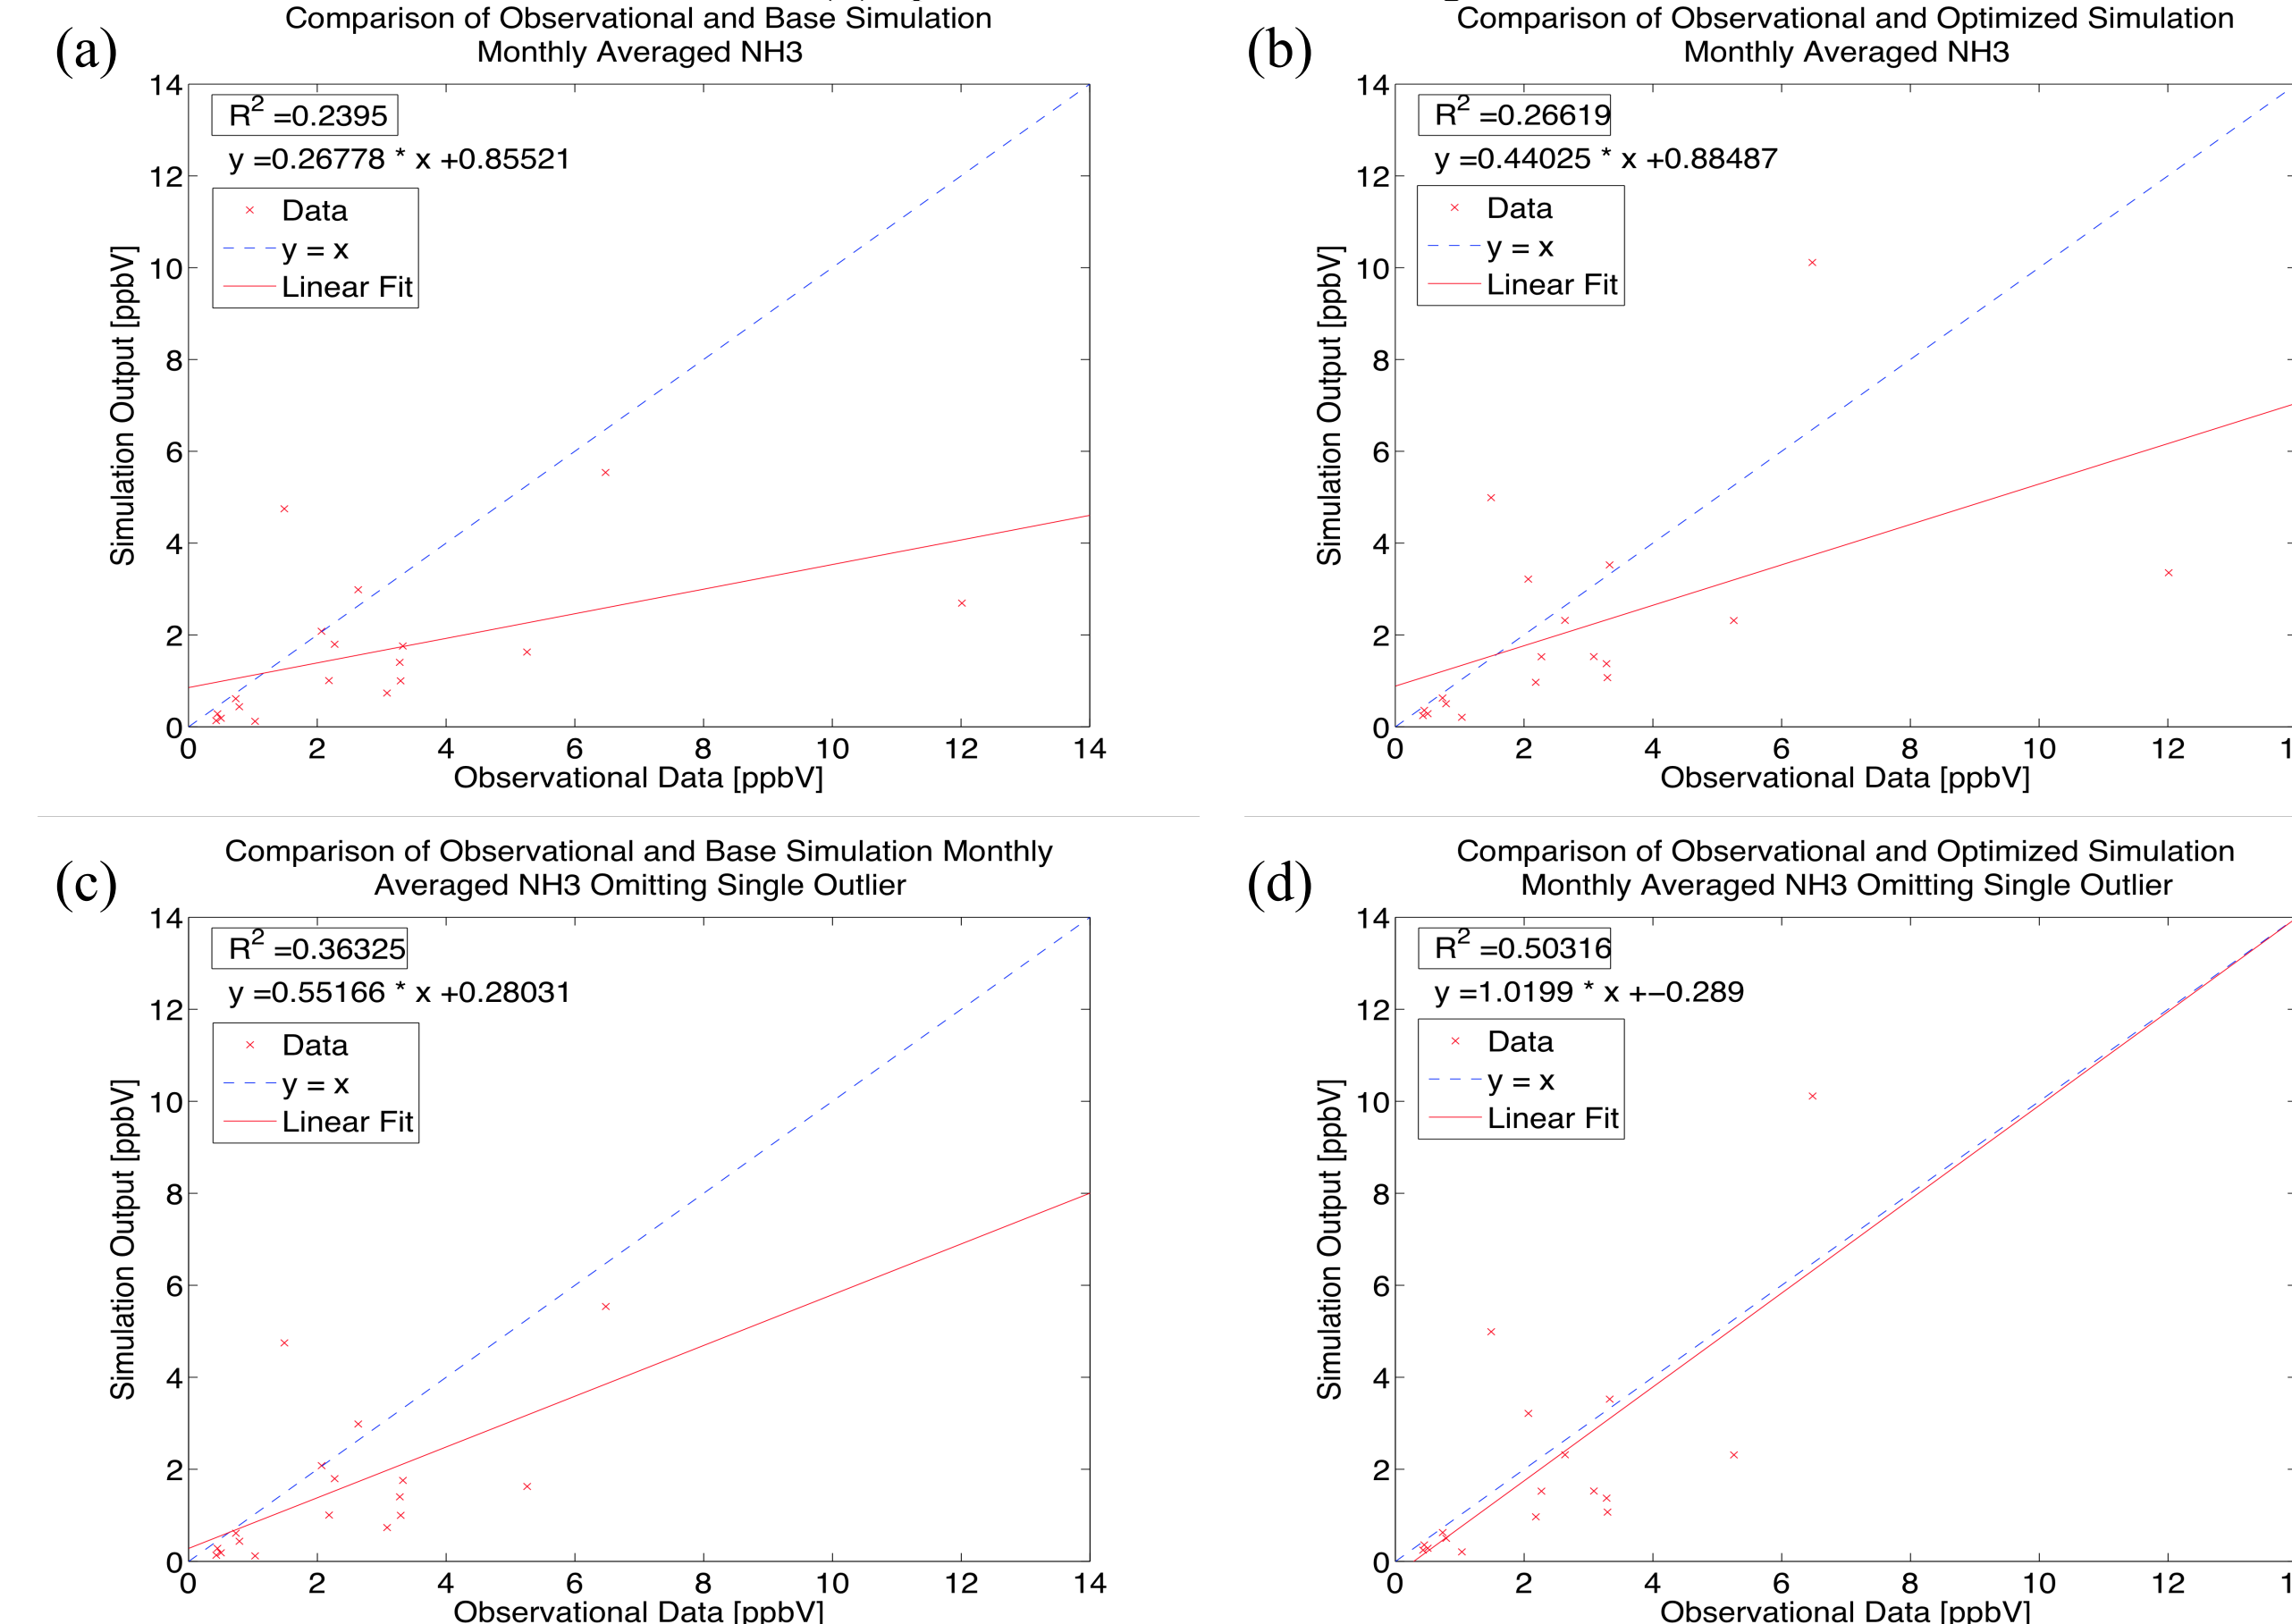 (a)
Comparison of Observational and Base Simulation
Monthly Averaged NH3
R2 =0.2395
y =0.26778 * x +0.85521
Data
y = x
Linear Fit
Simulation Output [ppbV]
14
12
10
8
6
4
2
0
0 2 4 6 8 10 12 14
Observational Data [ppbV]
(b)
Comparison of Observational and Optimized Simulation
Monthly Averaged NH3
R2 =0.26619
y =0.44025 * x +0.88487
Data
y = x
Linear Fit
Simulation Output [ppbV]
14
12
10
8
6
4
2
0
0 2 4 6 8 10 12 1
Observational Data [ppbV]
(c)
Comparison of Observational and Base Simulation Monthly
Averaged NH3 Omitting Single Outlier
R2 =0.36325
y =0.55166 * x +0.28031
Data
y = x
Linear Fit
Simulation Output [ppbV]
14
12
10
8
6
4
2
0
0 2 4 6 8 10 12 14
Observational Data [ppbV]
(d)
Comparison of Observational and Optimized Simulation
Monthly Averaged NH3 Omitting Single Outlier
R2 =0.50316
y =1.0199 * x +−0.289
Data
y = x
Linear Fit
Simulation Output [ppbV]
14
12
10
8
6
4
2
0
0 2 4 6 8 10 12 1
Observational Data [ppbV]